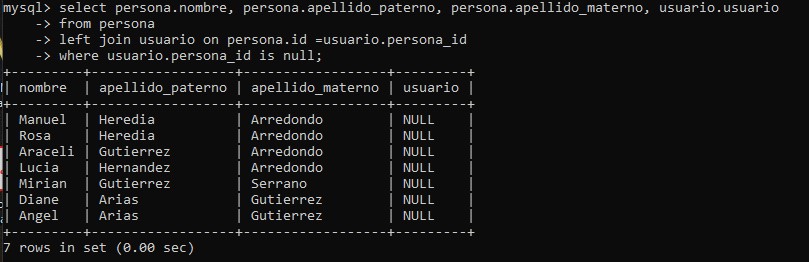 mysql> select persona.nombre, persona.apellido_paterno, persona.apellido_materno, usuario.usuario
    -> from persona
    -> left join usuario on persona.id =usuario.persona_id
    -> where usuario.persona_id is null;
+---------+------------------+------------------+---------+
| nombre  | apellido_paterno | apellido_materno | usuario |
+---------+------------------+------------------+---------+
| Manuel  | Heredia          | Arredondo        | NULL    |
| Rosa    | Heredia          | Arredondo        | NULL    |
| Araceli | Gutierrez        | Arredondo        | NULL    |
| Lucia   | Hernandez        | Arredondo        | NULL    |
| Mirian  | Gutierrez        | Serrano          | NULL    |
| Diane   | Arias            | Gutierrez        | NULL    |
| Angel   | Arias            | Gutierrez        | NULL    |
+---------+------------------+------------------+---------+
7 rows in set (0.00 sec)